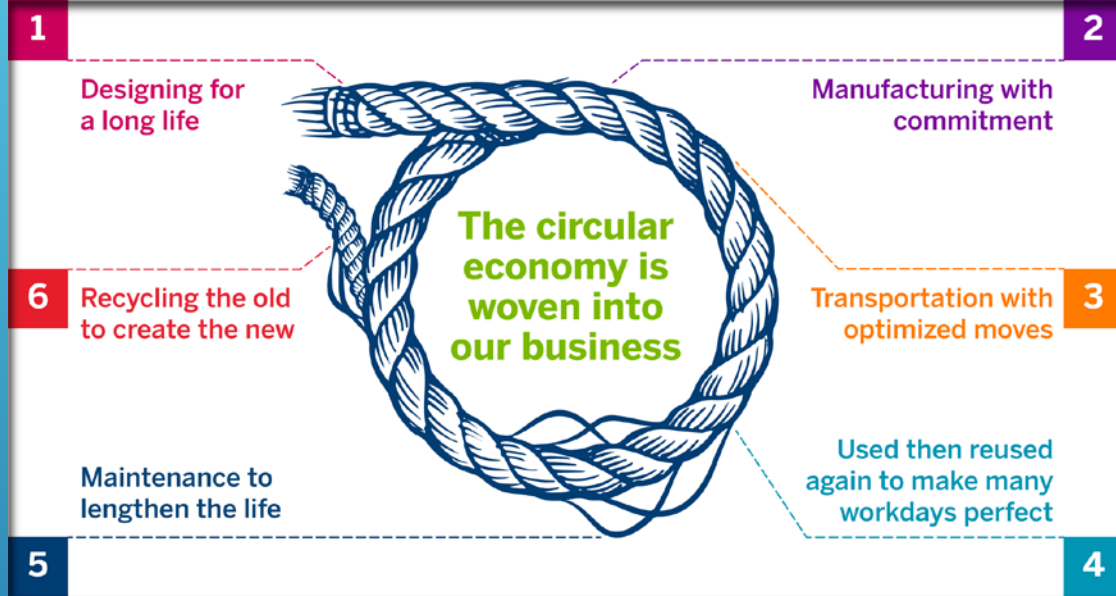 1
Designing for
a long life
2
Manufacturing with
commitment
The circular
economy is
woven into
our business
3
Transportation with
optimized moves
4
Used then reused
again to make many
workdays perfect
5
Maintenance to
lengthen the life
6
Recycling the old
to create the new